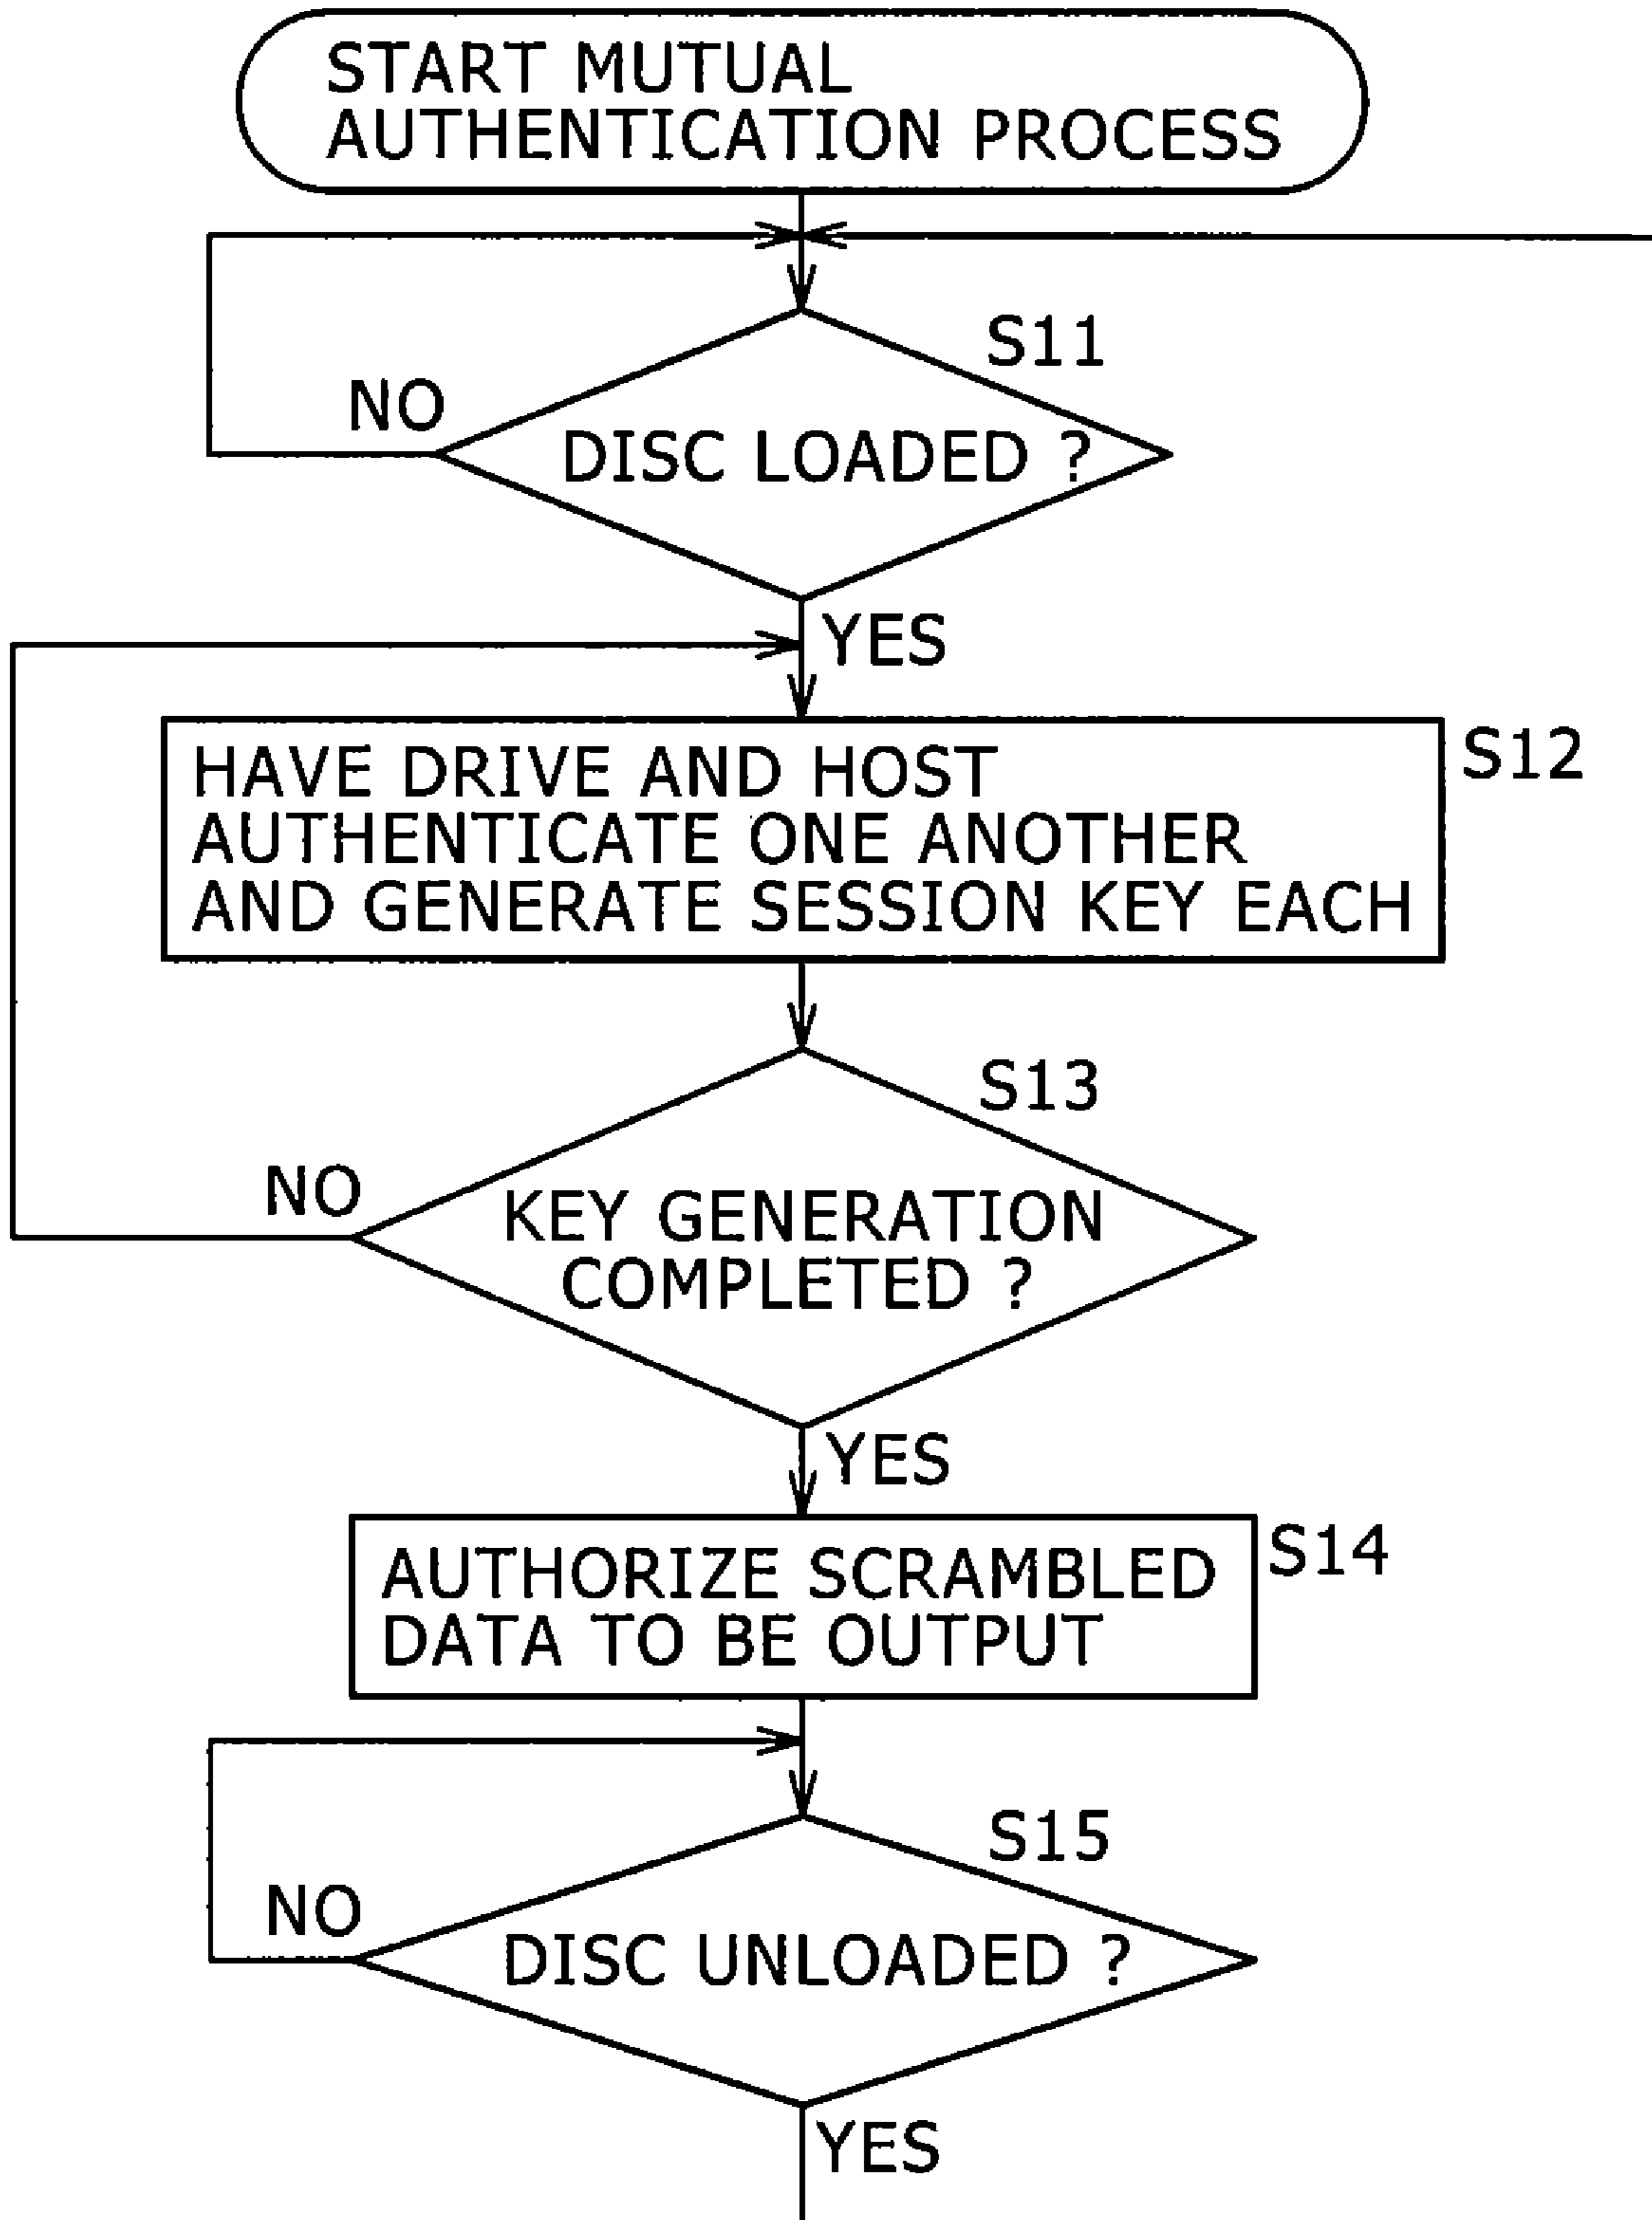 START MUTUAL
AUTHENTICATION PROCESS
S11
NO
DISC LOADED ?
YES
HAVE DRIVE AND HOST
AUTHENTICATE ONE ANOTHER
AND GENERATE SESSION KEY EACH
S12
S13
NO
KEY GENERATION
COMPLETED ?
YES
AUTHORIZE SCRAMBLED
DATA TO BE OUTPUT
S14
S15
NO
DISC UNLOADED ?
YES